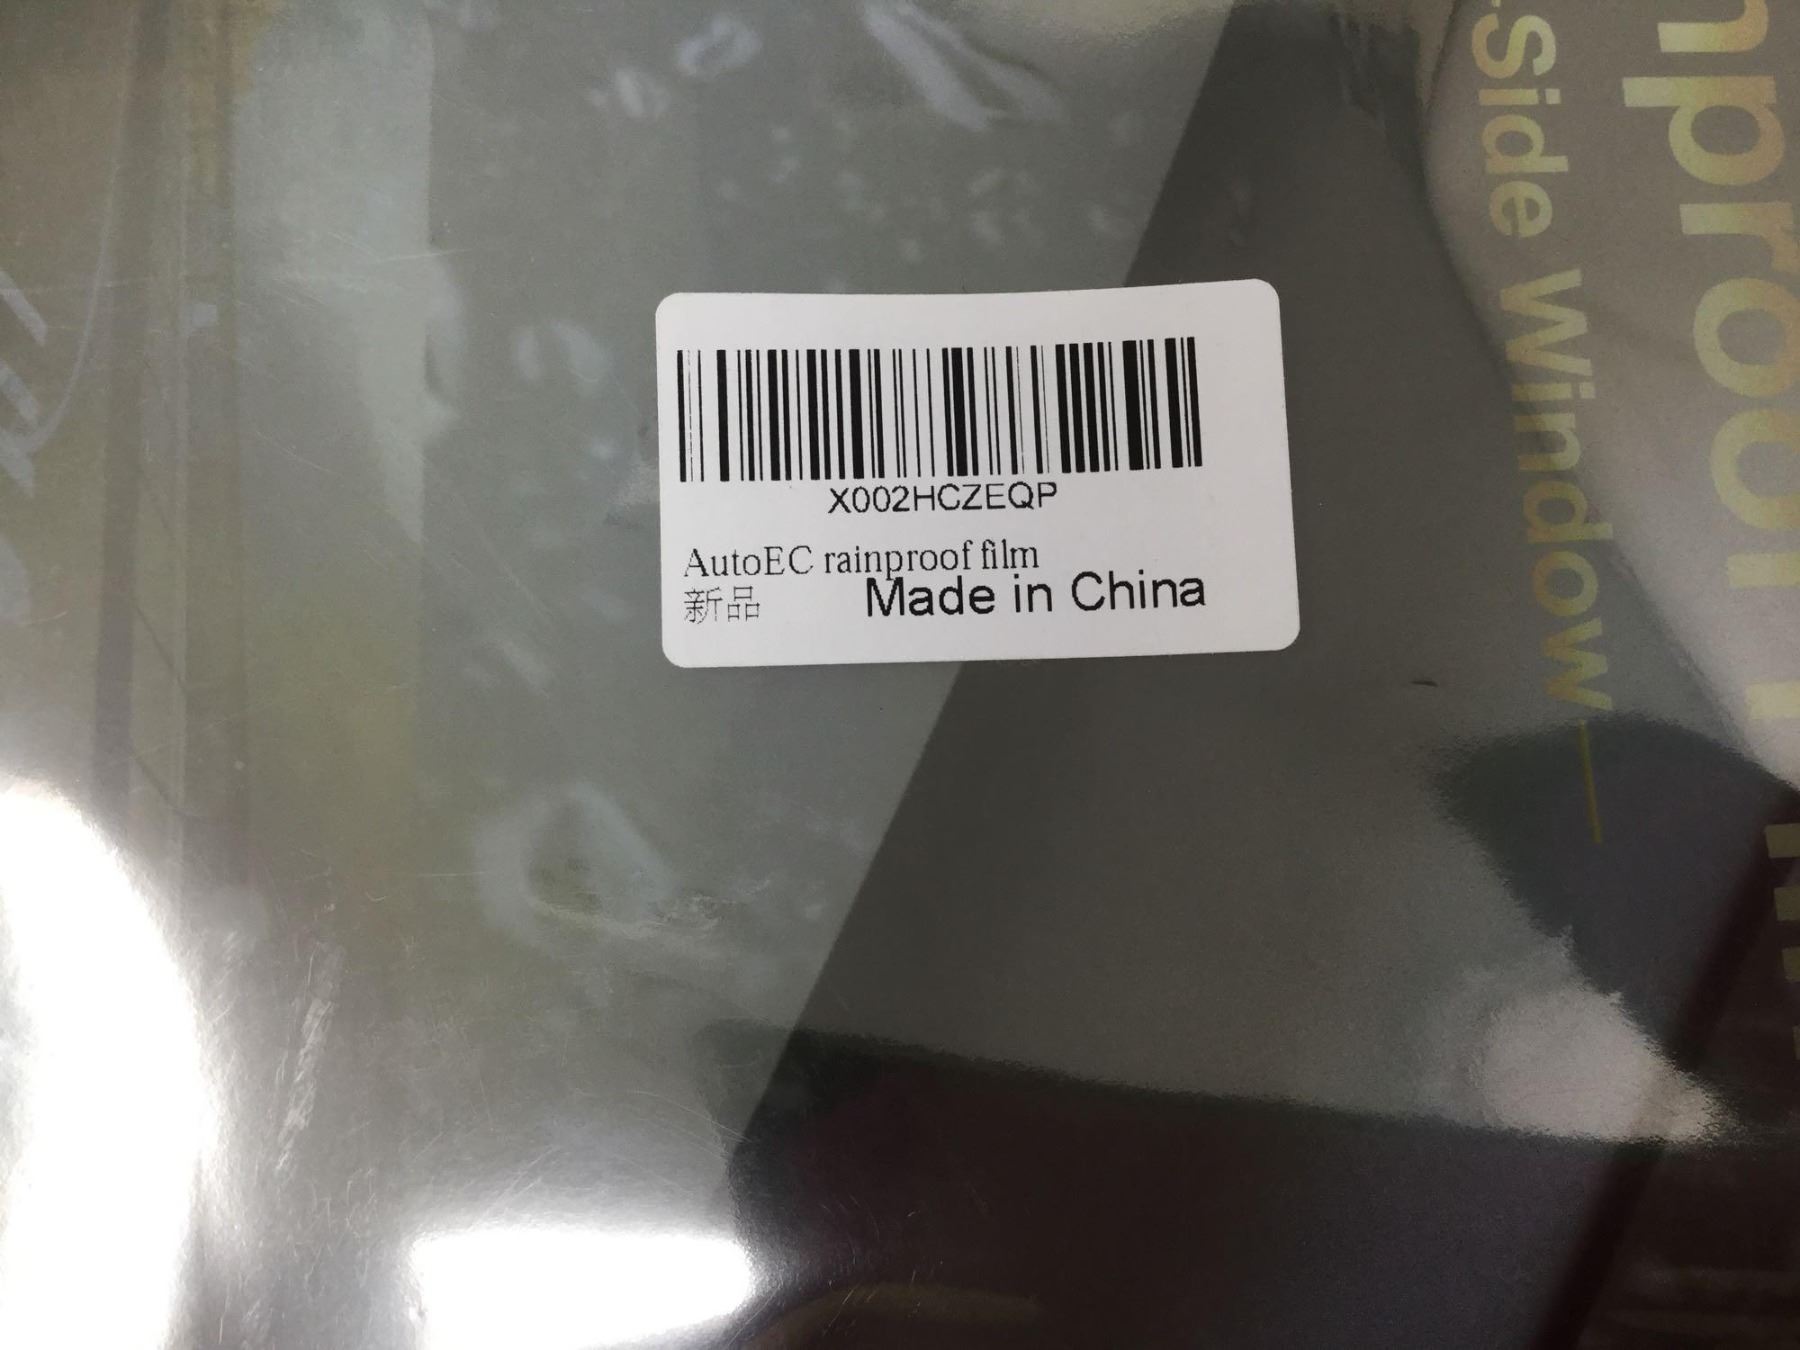 X002HCZEQP
AutoEC rainproof film
新品
Made in China
side window